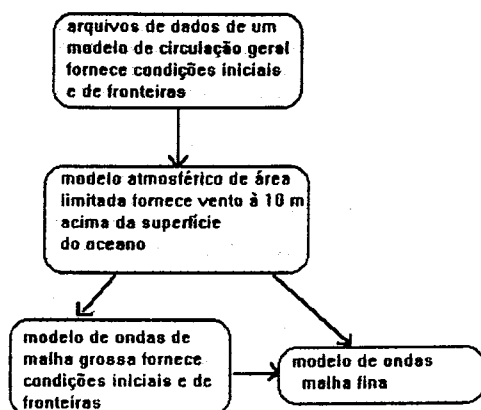 arquivos de dados de um
modelo de circulação geral
fornece condições iniciais
e de fronteiras
modelo atmosférico de área
limitada fornece vento à 10 m
acima da superfície
do oceano
modelo de ondas de
malha grossa fornece
condições iniciais e de
fronteiras
modelo de ondas
malha fina